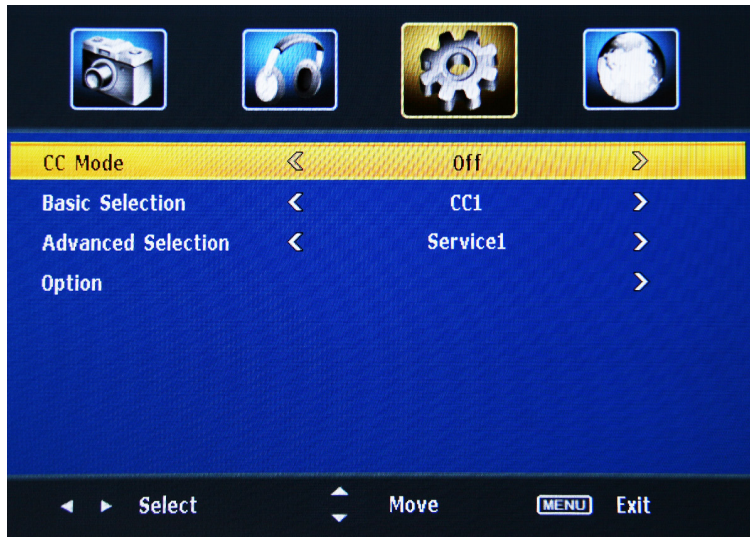 CC Mode Off
Basic Selection CC1
Advanced Selection Service1
Option
Select Move MENU Exit